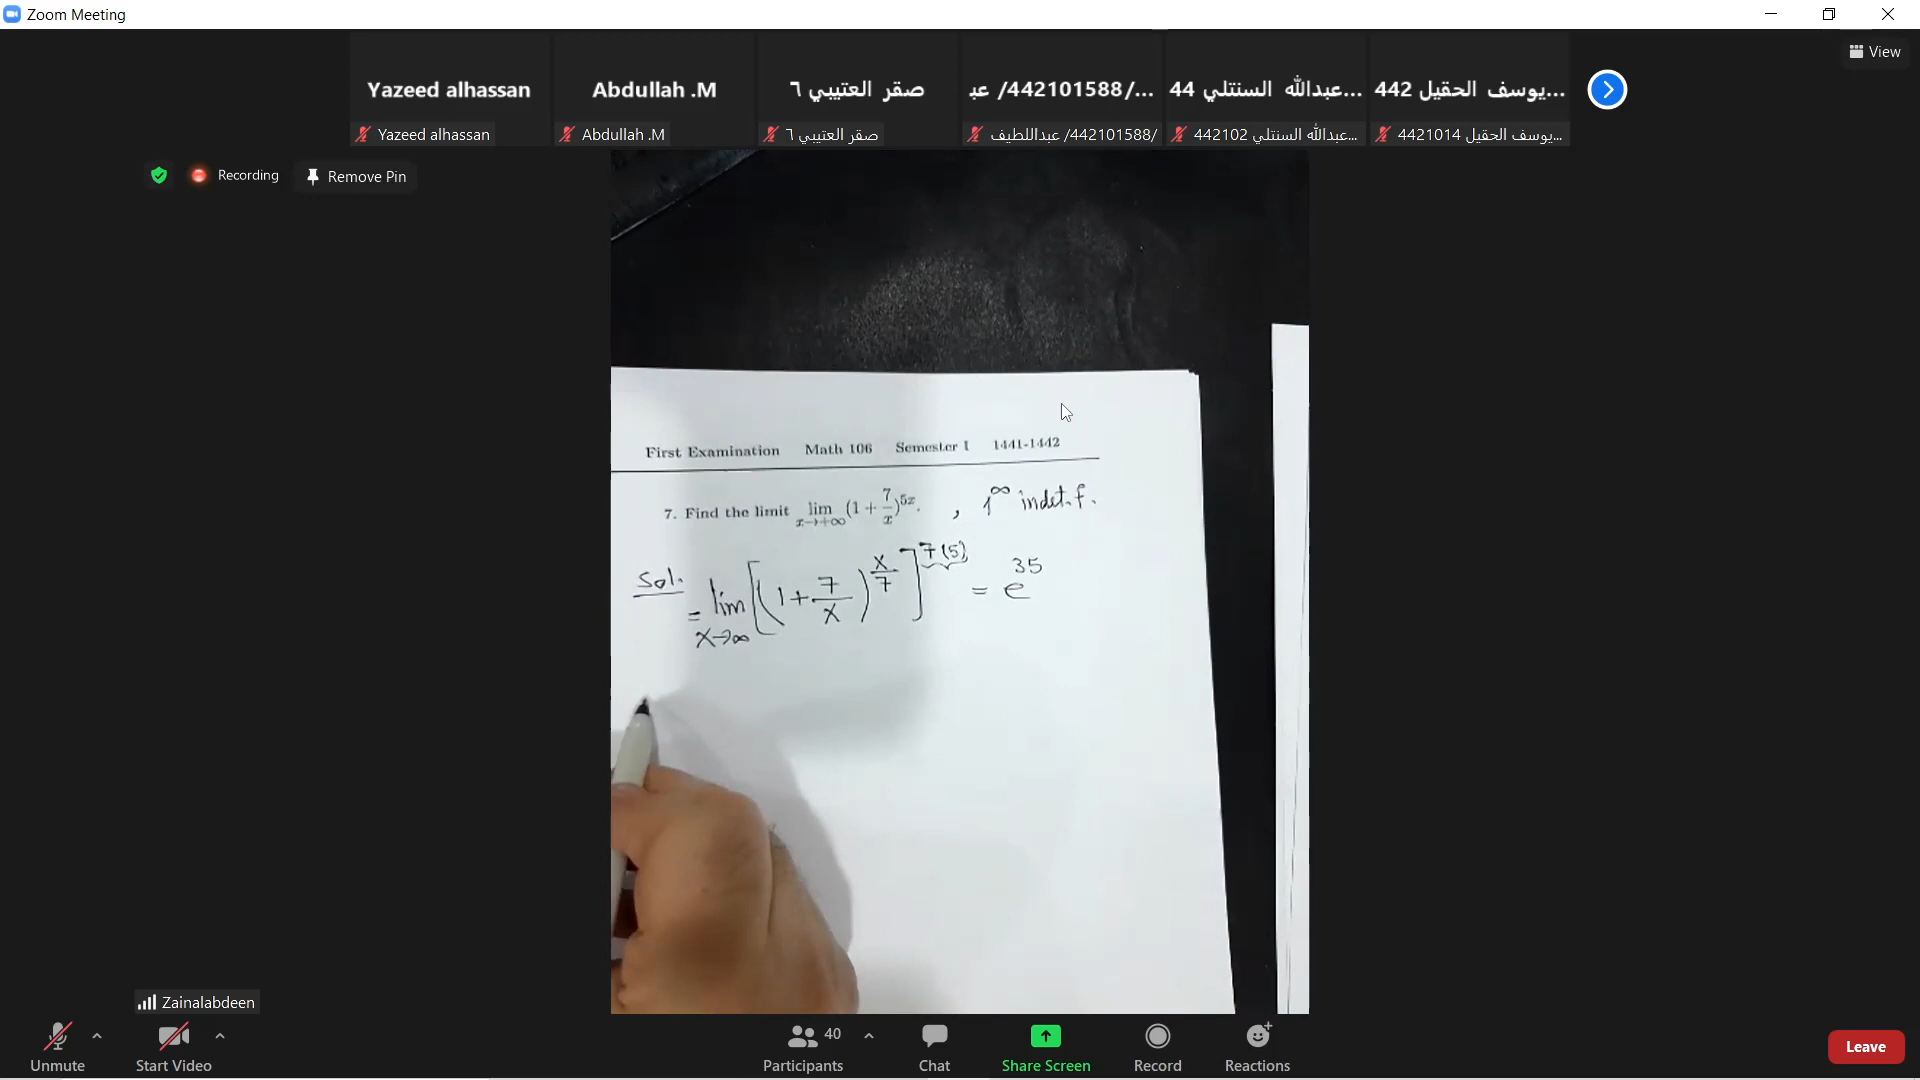 Zoom Meeting
View
Yazeed alhassan
Abdullah .M
صقر العتيبي ٦
عبد /442101588/...
عبدالله السنتلي 44...
يوسف الحقيل 442...
Yazeed alhassan
Abdullah .M
صقر العتيبي ٦
عبداللطيف /442101588/
عبدالله السنتلي 442102...
يوسف الحقيل 4421014...
Recording
Remove Pin
First Examination Math 106 Semester I 1441-1442
7. Find the limit lim x→+∞ (1 + 7/x)^5x. , 1^∞ indet. f.
Sol. = lim x→∞ [(1 + 7/x)^x/7]^7(5) = e^35
Zainalabdeen
40
Unmute
Start Video
Participants
Chat
Share Screen
Record
Reactions
Leave